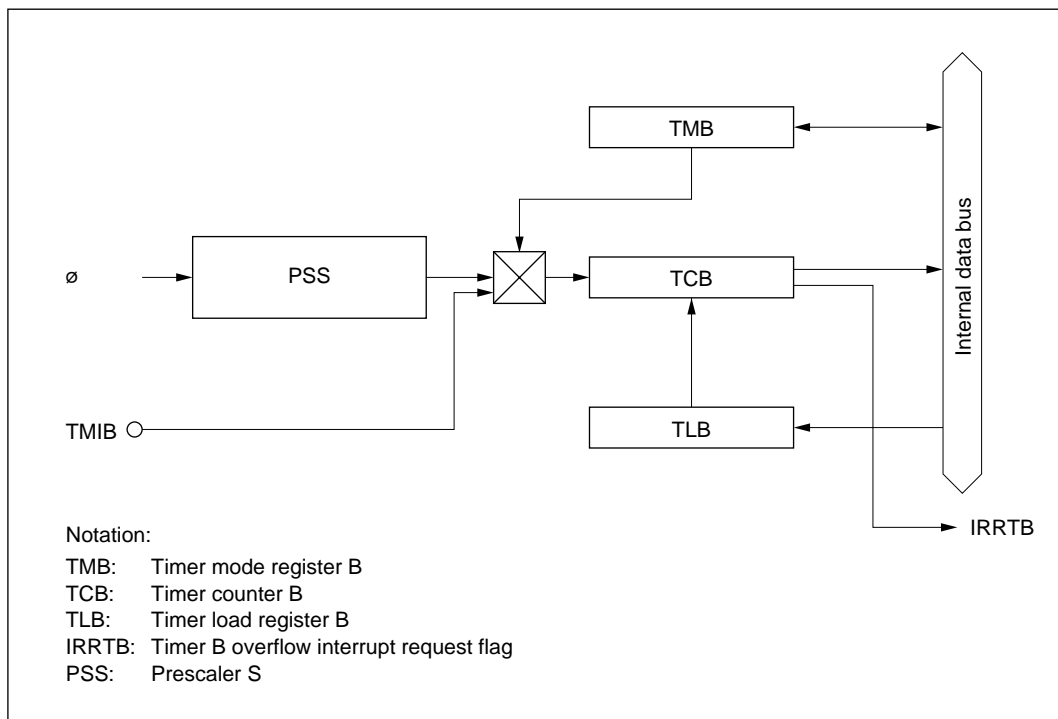 TMB
ø
PSS
TCB
Internal data bus
TMIB
TLB
IRRTB
Notation:
TMB: Timer mode register B
TCB: Timer counter B
TLB: Timer load register B
IRRTB: Timer B overflow interrupt request flag
PSS: Prescaler S